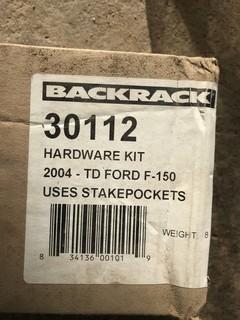 BACKRACK
30112
HARDWARE KIT
2004 - TD FORD F-150
USES STAKEPOCKETS
WEIGHT: 8
8 34136 00101 9